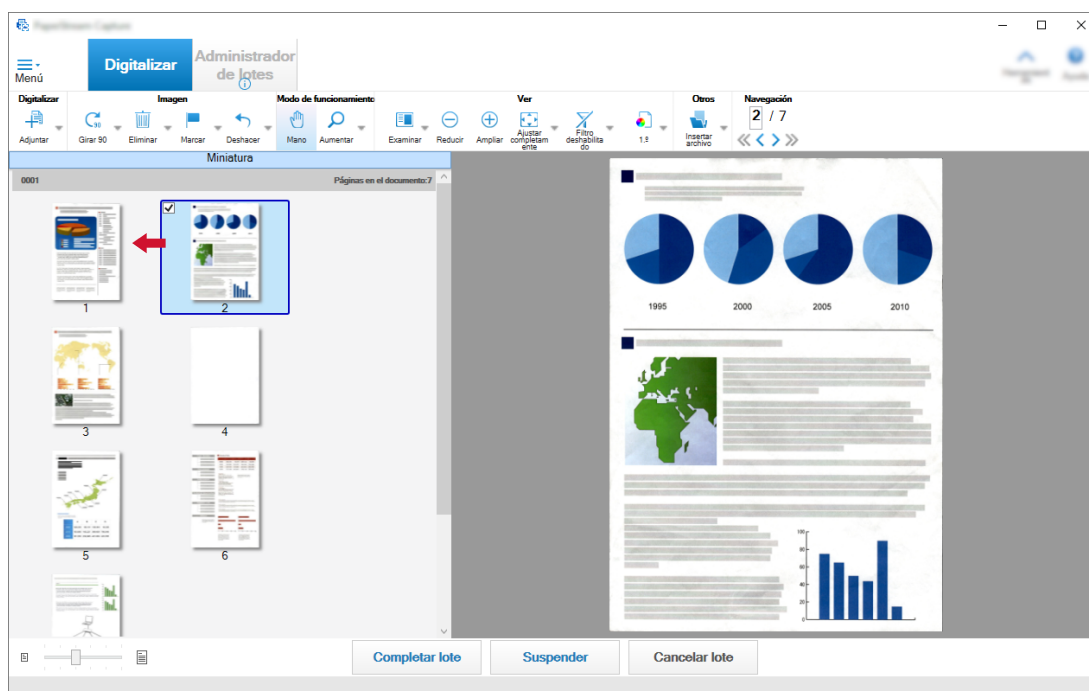 Menú
Digitalizar
Administrador
de lotes
Digitalizar
Imagen
Modo de funcionamiento
Ver
Otros
Navegación
Adjuntar
Girar 90
Eliminar
Marcar
Deshacer
Mano
Aumentar
Examinar
Reducir
Ampliar
Ajustar
completam
ente
Filtro
deshabilita
do
Insertar
archivo
2 / 7
Miniatura
0001
Páginas en el documento:7
1
2
3
4
5
6
1995
2000
2005
2010
100
80
60
40
20
0
Completar lote
Suspender
Cancelar lote